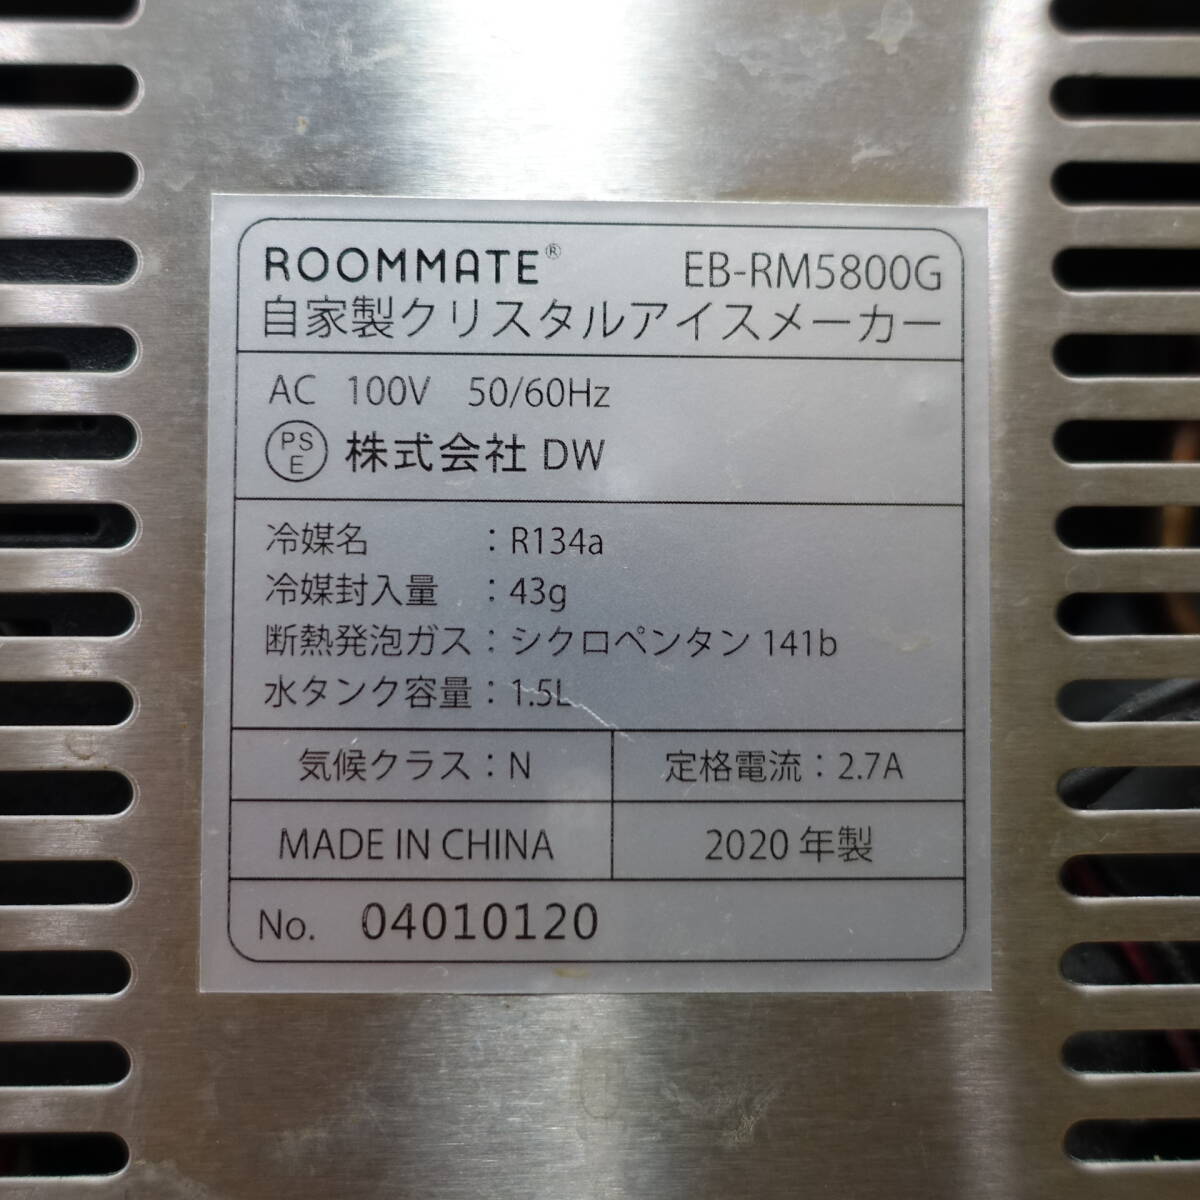 ROOMMATE® EB-RM5800G
自家製クリスタルアイスメーカー
AC 100V 50/60Hz
PSE 株式会社 DW
冷媒名 ：R134a
冷媒封入量 ：43g
断熱発泡ガス：シクロペンタン 141b
水タンク容量：1.5L
気候クラス：N 定格電流：2.7A
MADE IN CHINA 2020 年製
No. 04010120